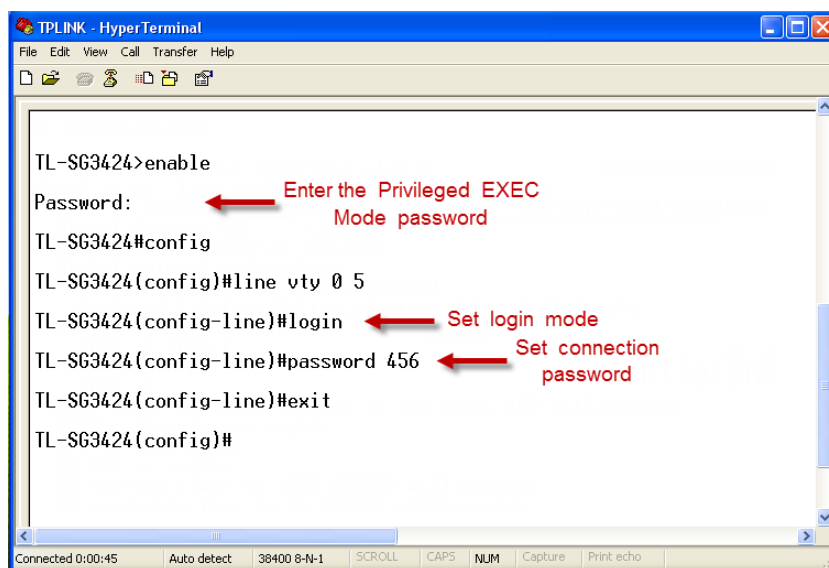 TPLINK - HyperTerminal
File Edit View Call Transfer Help
TL-SG3424>enable
Password:
Enter the Privileged EXEC
Mode password
TL-SG3424#config
TL-SG3424(config)#line vty 0 5
TL-SG3424(config-line)#login
Set login mode
TL-SG3424(config-line)#password 456
Set connection
password
TL-SG3424(config-line)#exit
TL-SG3424(config)#
Connected 0:00:45 Auto detect 38400 8-N-1 SCROLL CAPS NUM Capture Print echo